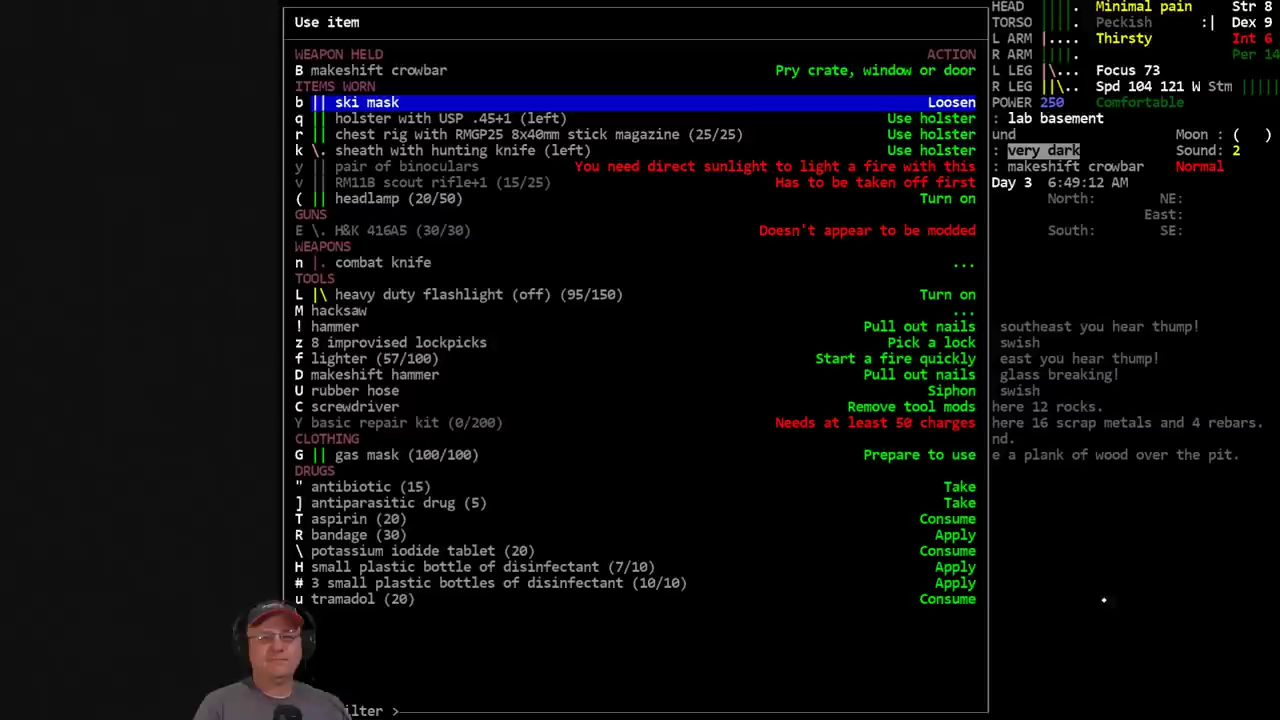 Use item
WEAPON HELD ACTION
B makeshift crowbar Pry crate, window or door
ITEMS WORN
b || ski mask Loosen
q || holster with USP .45+1 (left) Use holster
r || chest rig with RMGP25 8x40mm stick magazine (25/25) Use holster
k \. sheath with hunting knife (left) Use holster
y || pair of binoculars You need direct sunlight to light a fire with this
v || RM11B scout rifle+1 (15/25) Has to be taken off first
( || headlamp (20/50) Turn on
GUNS
E \. H&K 416A5 (30/30) Doesn't appear to be modded
WEAPONS
n |. combat knife ...
TOOLS
L |\ heavy duty flashlight (off) (95/150) Turn on
M hacksaw ...
! hammer Pull out nails
z 8 improvised lockpicks Pick a lock
f lighter (57/100) Start a fire quickly
D makeshift hammer Pull out nails
U rubber hose Siphon
C screwdriver Remove tool mods
Y basic repair kit (0/200) Needs at least 50 charges
CLOTHING
G || gas mask (100/100) Prepare to use
DRUGS
" antibiotic (15) Take
] antiparasitic drug (5) Take
T aspirin (20) Consume
R bandage (30) Apply
\ potassium iodide tablet (20) Consume
H small plastic bottle of disinfectant (7/10) Apply
# 3 small plastic bottles of disinfectant (10/10) Apply
u tramadol (20) Consume
ilter >
HEAD ||||. Minimal pain Str 8
TORSO ||||. Peckish :| Dex 9
L ARM |.... Thirsty Int 6
R ARM ||||. Per 14
L LEG |\... Focus 73
R LEG ||\.. Spd 104 121 W Stm |||||
POWER 250 Comfortable
: lab basement
und Moon : ( )
: very dark Sound: 2
: makeshift crowbar Normal
Day 3 6:49:12 AM
North: NE:
East:
South: SE:
southeast you hear thump!
swish
east you hear thump!
glass breaking!
swish
here 12 rocks.
here 16 scrap metals and 4 rebars.
nd.
e a plank of wood over the pit.